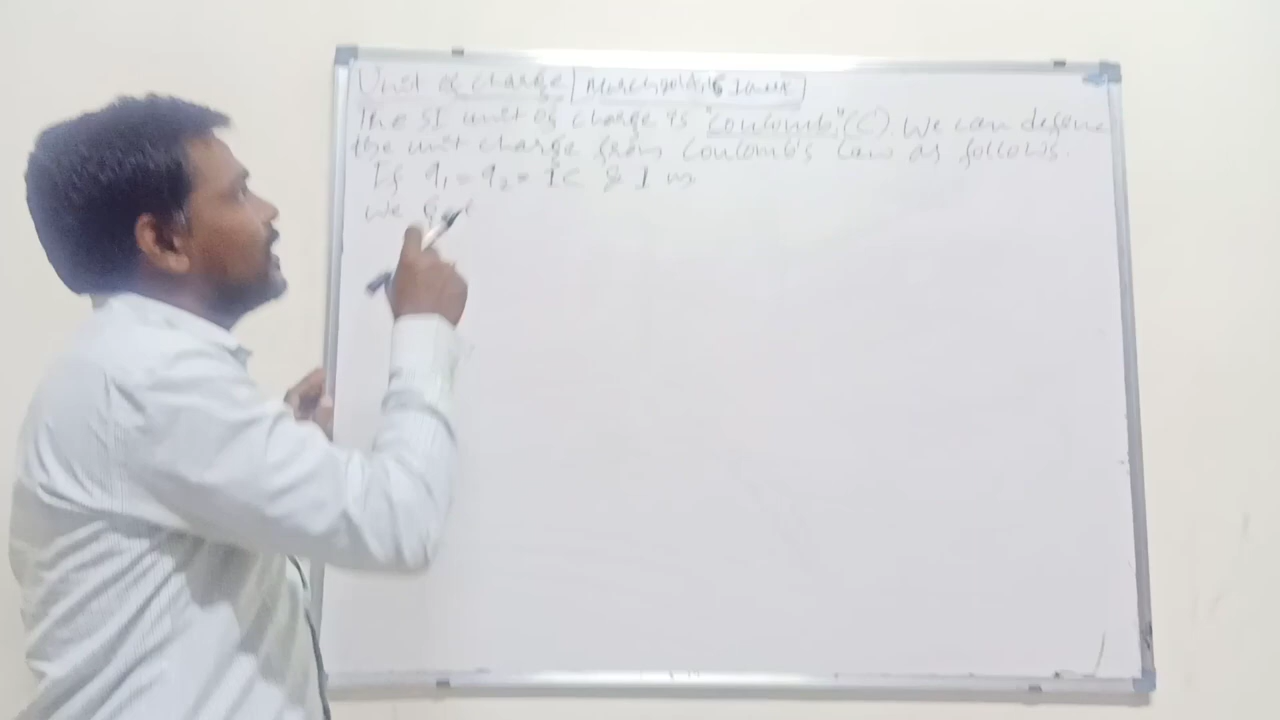 Unit of charge
The SI unit of charge is "Coulomb" (C). We can define
the unit charge from Coulomb's law as follows.
If q₁ = q₂ = 1C & 1 m
we get